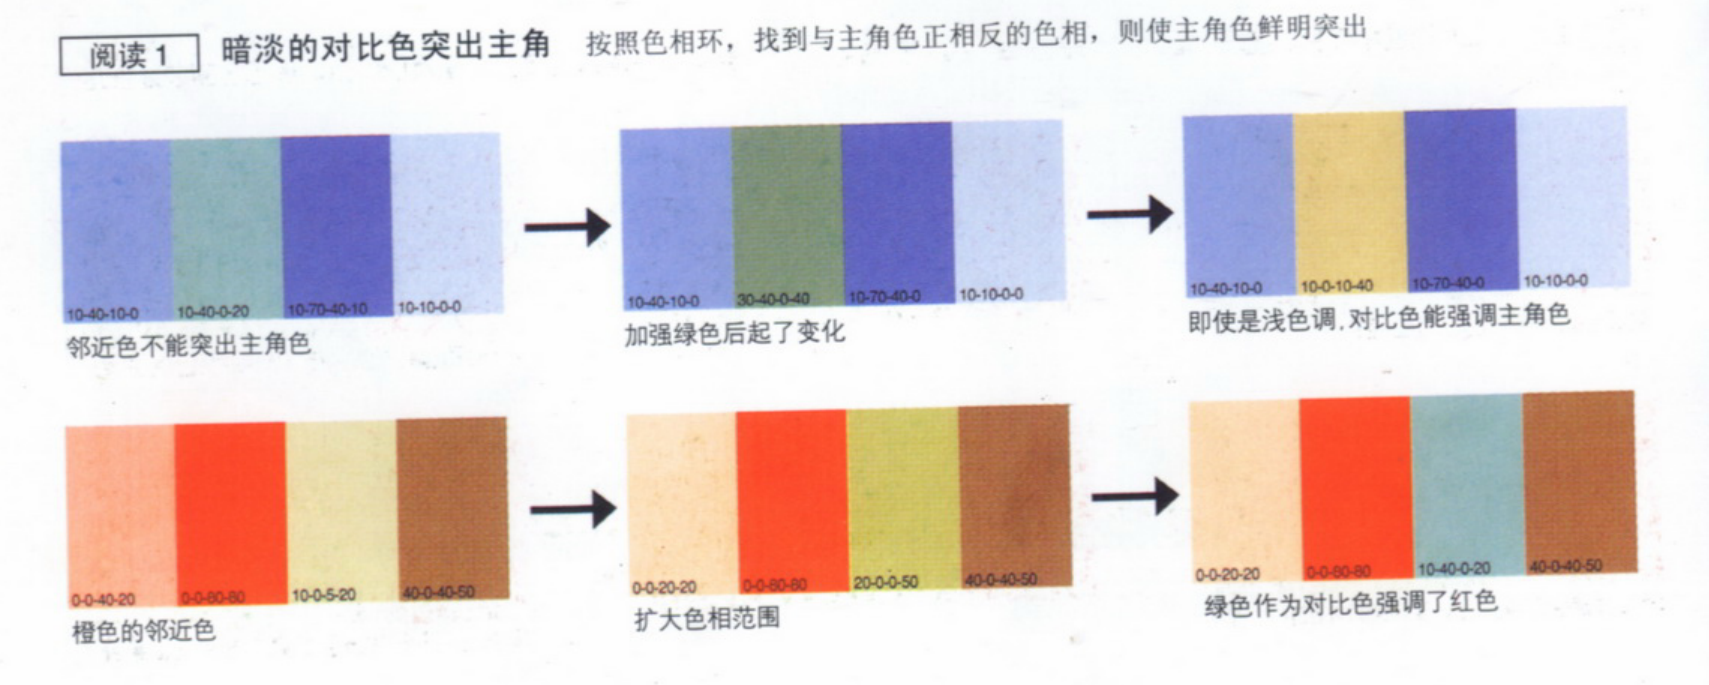 阅读 1 暗淡的对比色突出主角 按照色相环，找到与主角色正相反的色相，则使主角色鲜明突出
10-40-10-0 10-40-0-20 10-70-40-10 10-10-0-0
邻近色不能突出主角色
10-40-10-0 30-40-0-40 10-70-40-0 10-10-0-0
加强绿色后起了变化
10-40-10-0 10-0-10-40 10-70-40-0 10-10-0-0
即使是浅色调,对比色能强调主角色
0-0-40-20 0-0-80-80 10-0-5-20 40-0-40-50
橙色的邻近色
0-0-20-20 0-0-80-80 20-0-0-50 40-0-40-50
扩大色相范围
0-0-20-20 0-0-80-80 10-40-0-20 40-0-40-50
绿色作为对比色强调了红色